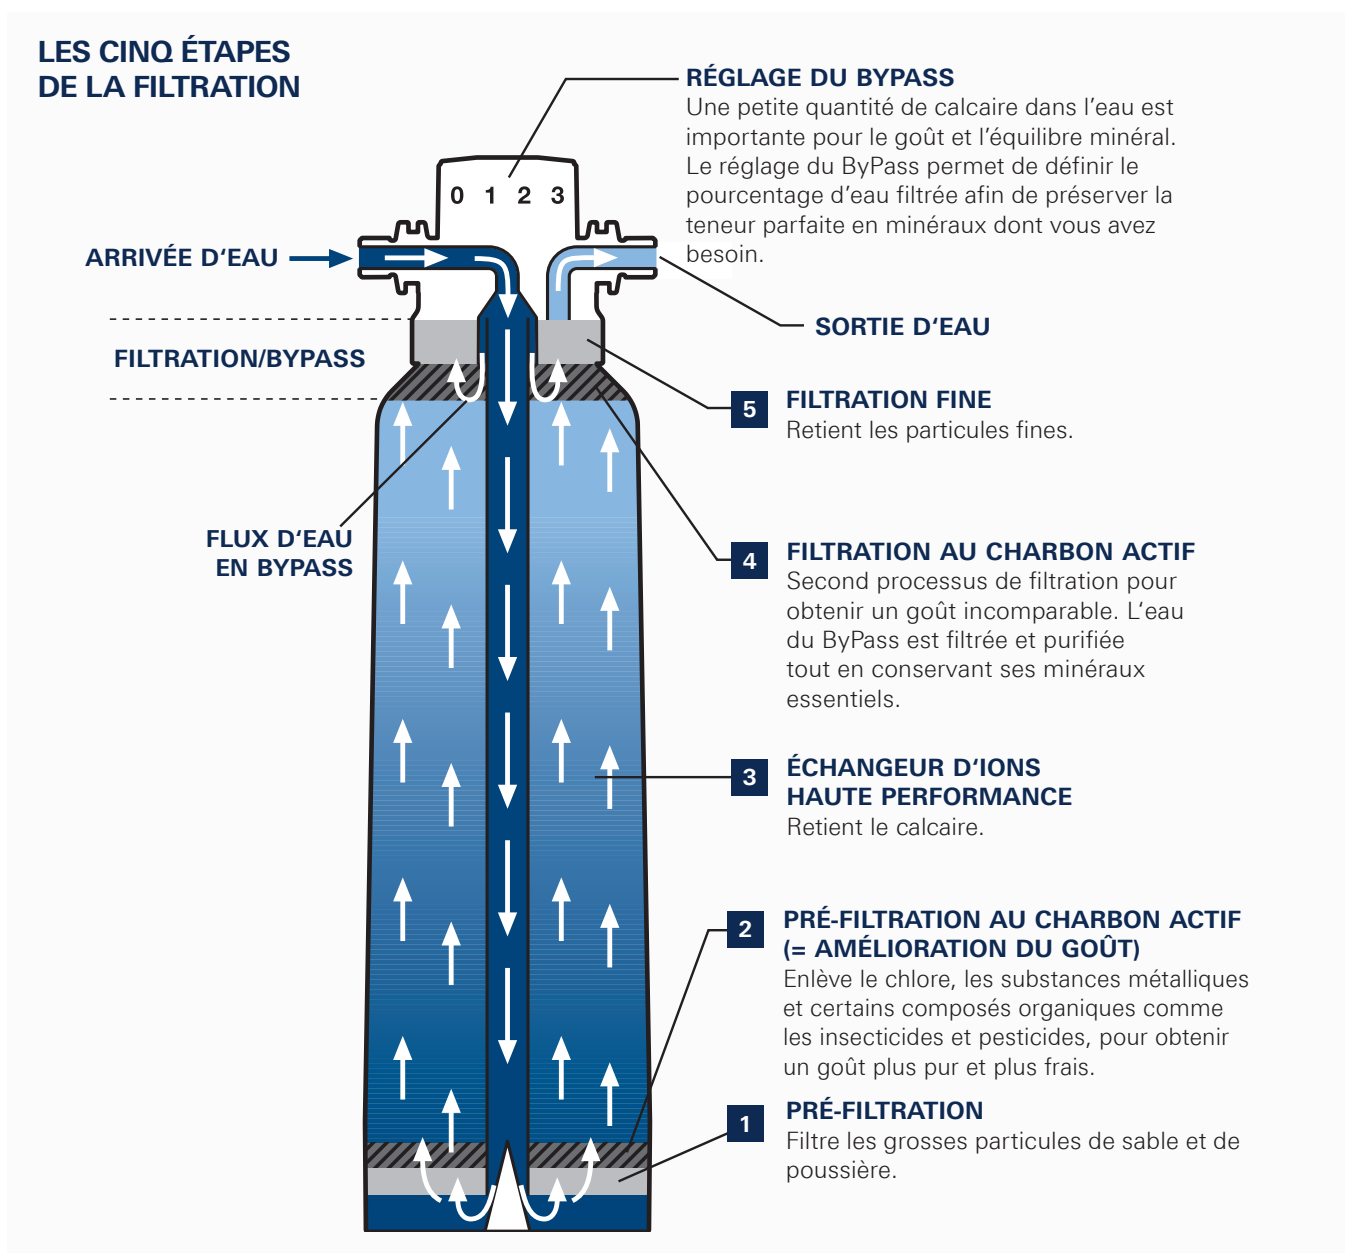 LES CINQ ÉTAPES
DE LA FILTRATION
RÉGLAGE DU BYPASS
Une petite quantité de calcaire dans l’eau est
importante pour le goût et l’équilibre minéral.
Le réglage du ByPass permet de définir le
pourcentage d’eau filtrée afin de préserver la
teneur parfaite en minéraux dont vous avez
besoin.
0 1 2 3
ARRIVÉE D‘EAU
SORTIE D‘EAU
FILTRATION/BYPASS
5 FILTRATION FINE
Retient les particules fines.
FLUX D‘EAU
EN BYPASS
4 FILTRATION AU CHARBON ACTIF
Second processus de filtration pour
obtenir un goût incomparable. L‘eau
du ByPass est filtrée et purifiée
tout en conservant ses minéraux
essentiels.
3 ÉCHANGEUR D‘IONS
HAUTE PERFORMANCE
Retient le calcaire.
2 PRÉ-FILTRATION AU CHARBON ACTIF
(= AMÉLIORATION DU GOÛT)
Enlève le chlore, les substances métalliques
et certains composés organiques comme
les insecticides et pesticides, pour obtenir
un goût plus pur et plus frais.
1 PRÉ-FILTRATION
Filtre les grosses particules de sable et de
poussière.